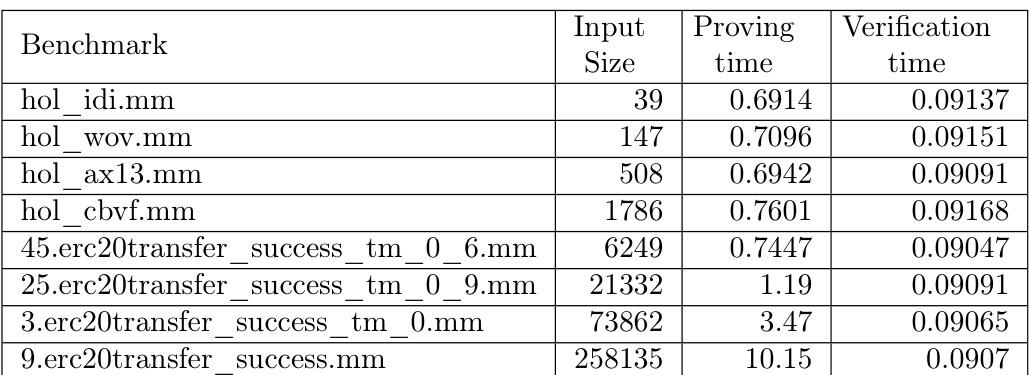 Benchmark Input Size Proving time Verification time
hol_idi.mm 39 0.6914 0.09137
hol_wov.mm 147 0.7096 0.09151
hol_ax13.mm 508 0.6942 0.09091
hol_cbvf.mm 1786 0.7601 0.09168
45.erc20transfer_success_tm_0_6.mm 6249 0.7447 0.09047
25.erc20transfer_success_tm_0_9.mm 21332 1.19 0.09091
3.erc20transfer_success_tm_0.mm 73862 3.47 0.09065
9.erc20transfer_success.mm 258135 10.15 0.0907